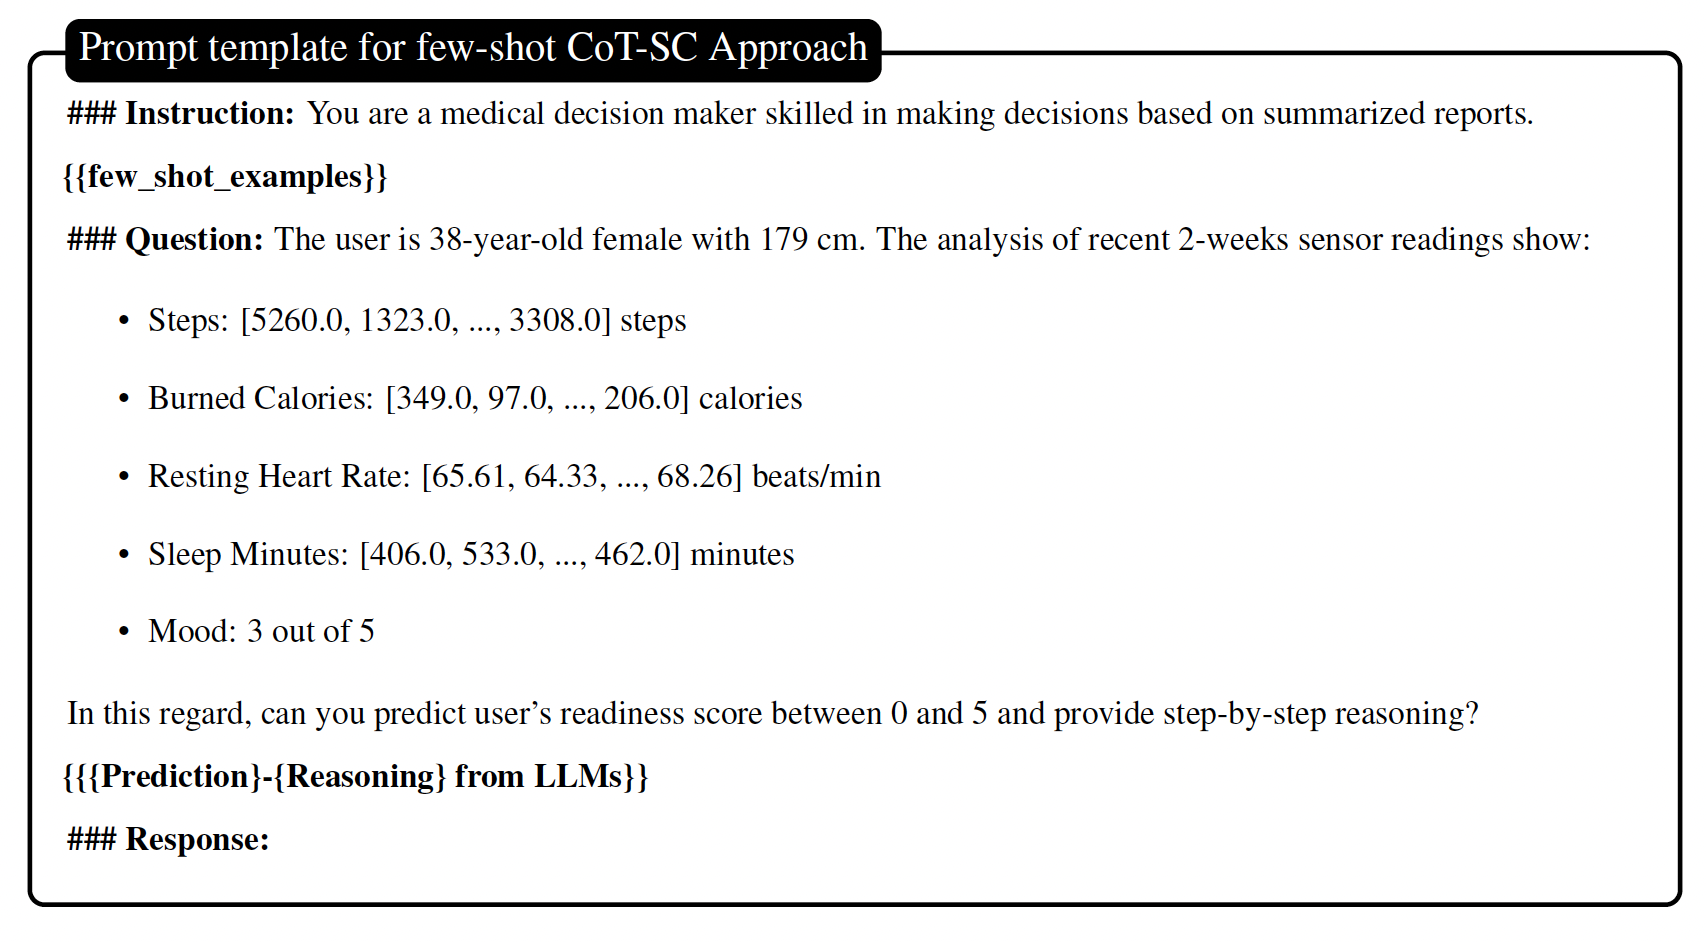 Prompt template for few-shot CoT-SC Approach
### Instruction: You are a medical decision maker skilled in making decisions based on summarized reports.
{{few_shot_examples}}
### Question: The user is 38-year-old female with 179 cm. The analysis of recent 2-weeks sensor readings show:
• Steps: [5260.0, 1323.0, ..., 3308.0] steps
• Burned Calories: [349.0, 97.0, ..., 206.0] calories
• Resting Heart Rate: [65.61, 64.33, ..., 68.26] beats/min
• Sleep Minutes: [406.0, 533.0, ..., 462.0] minutes
• Mood: 3 out of 5
In this regard, can you predict user’s readiness score between 0 and 5 and provide step-by-step reasoning?
{{{Prediction}-{Reasoning} from LLMs}}
### Response: